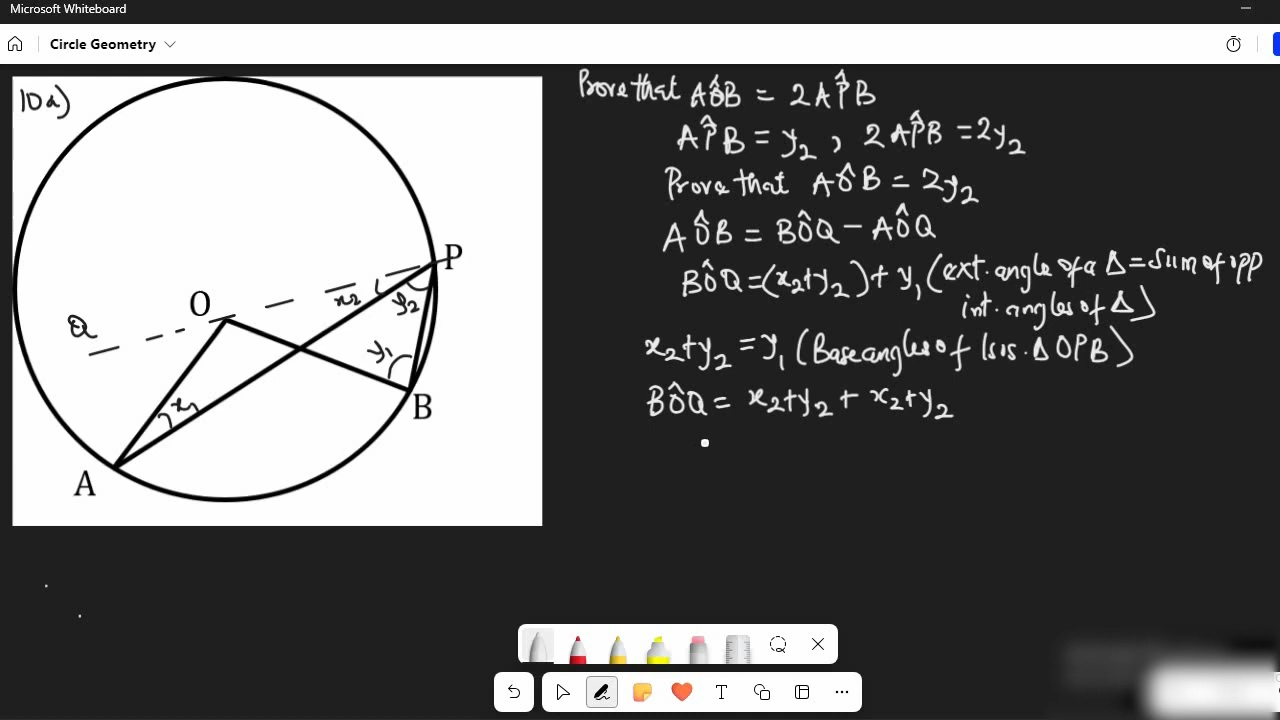 Microsoft Whiteboard
Circle Geometry
10a)
P
O
x₂
y₂
Q
y₁
x₁
B
A
Prove that AÔB = 2AP̂B
AP̂B = y₂, 2AP̂B = 2y₂
Prove that AÔB = 2y₂
AÔB = BÔQ - AÔQ
BÔQ = (x₂+y₂) + y₁ (ext. angle of a Δ = sum of opp
int. angles of Δ)
x₂+y₂ = y₁ (Base angles of Isis. Δ OPB)
BÔQ = x₂+y₂ + x₂+y₂
T